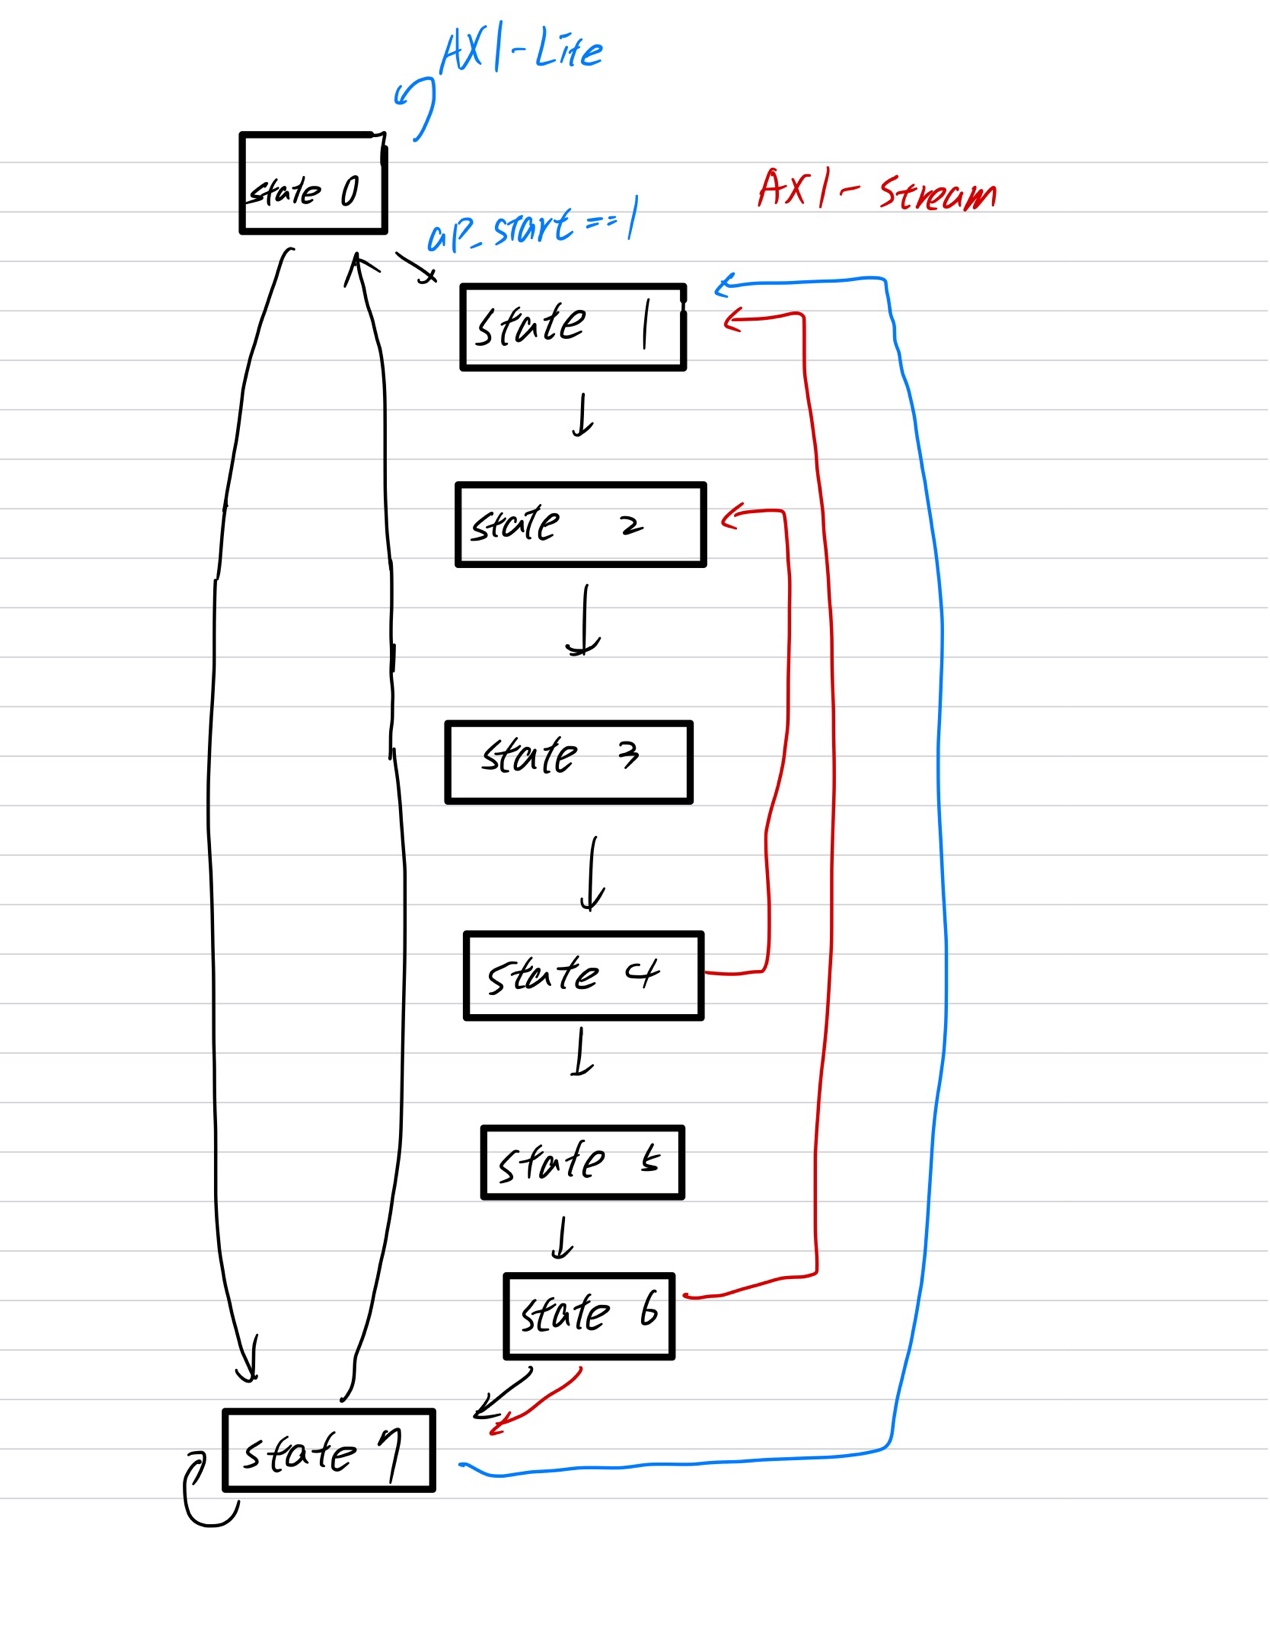 AXI-Lite
state 0
AXI-Stream
ap_start==1
state 1
state 2
state 3
state 4
state 5
state 6
state 7